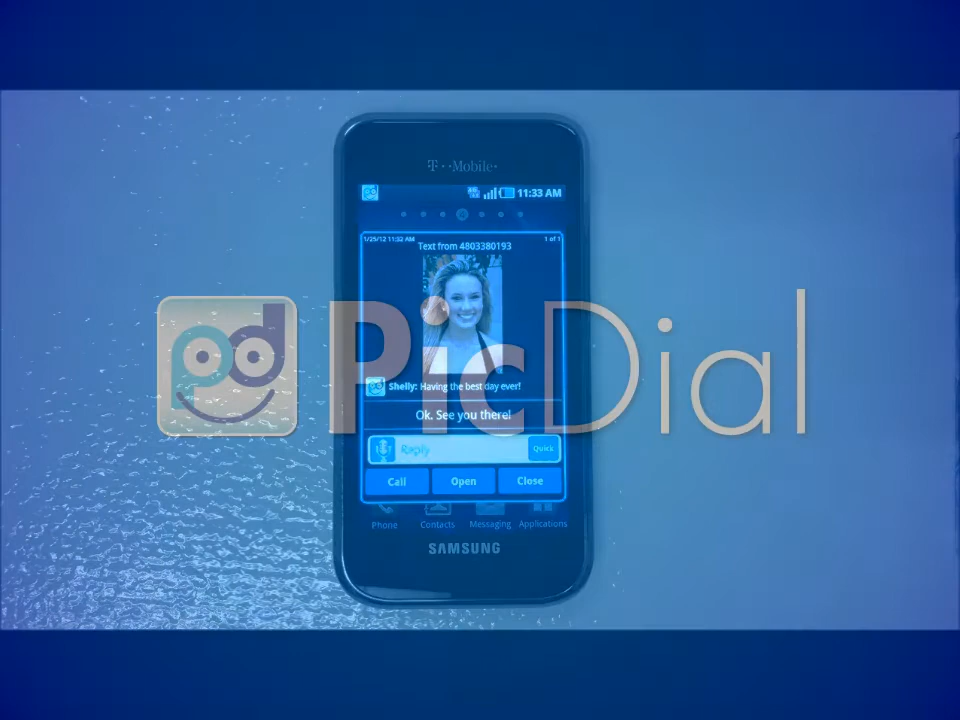 T··Mobile·
11:33 AM
1/25/12 11:32 AM
1 of 1
Text from 4803380193
pd PicDial
Shelly: Having the best day ever!
Ok. See you there!
Reply
Quick
Call Open Close
Phone Contacts Messaging Applications
SAMSUNG